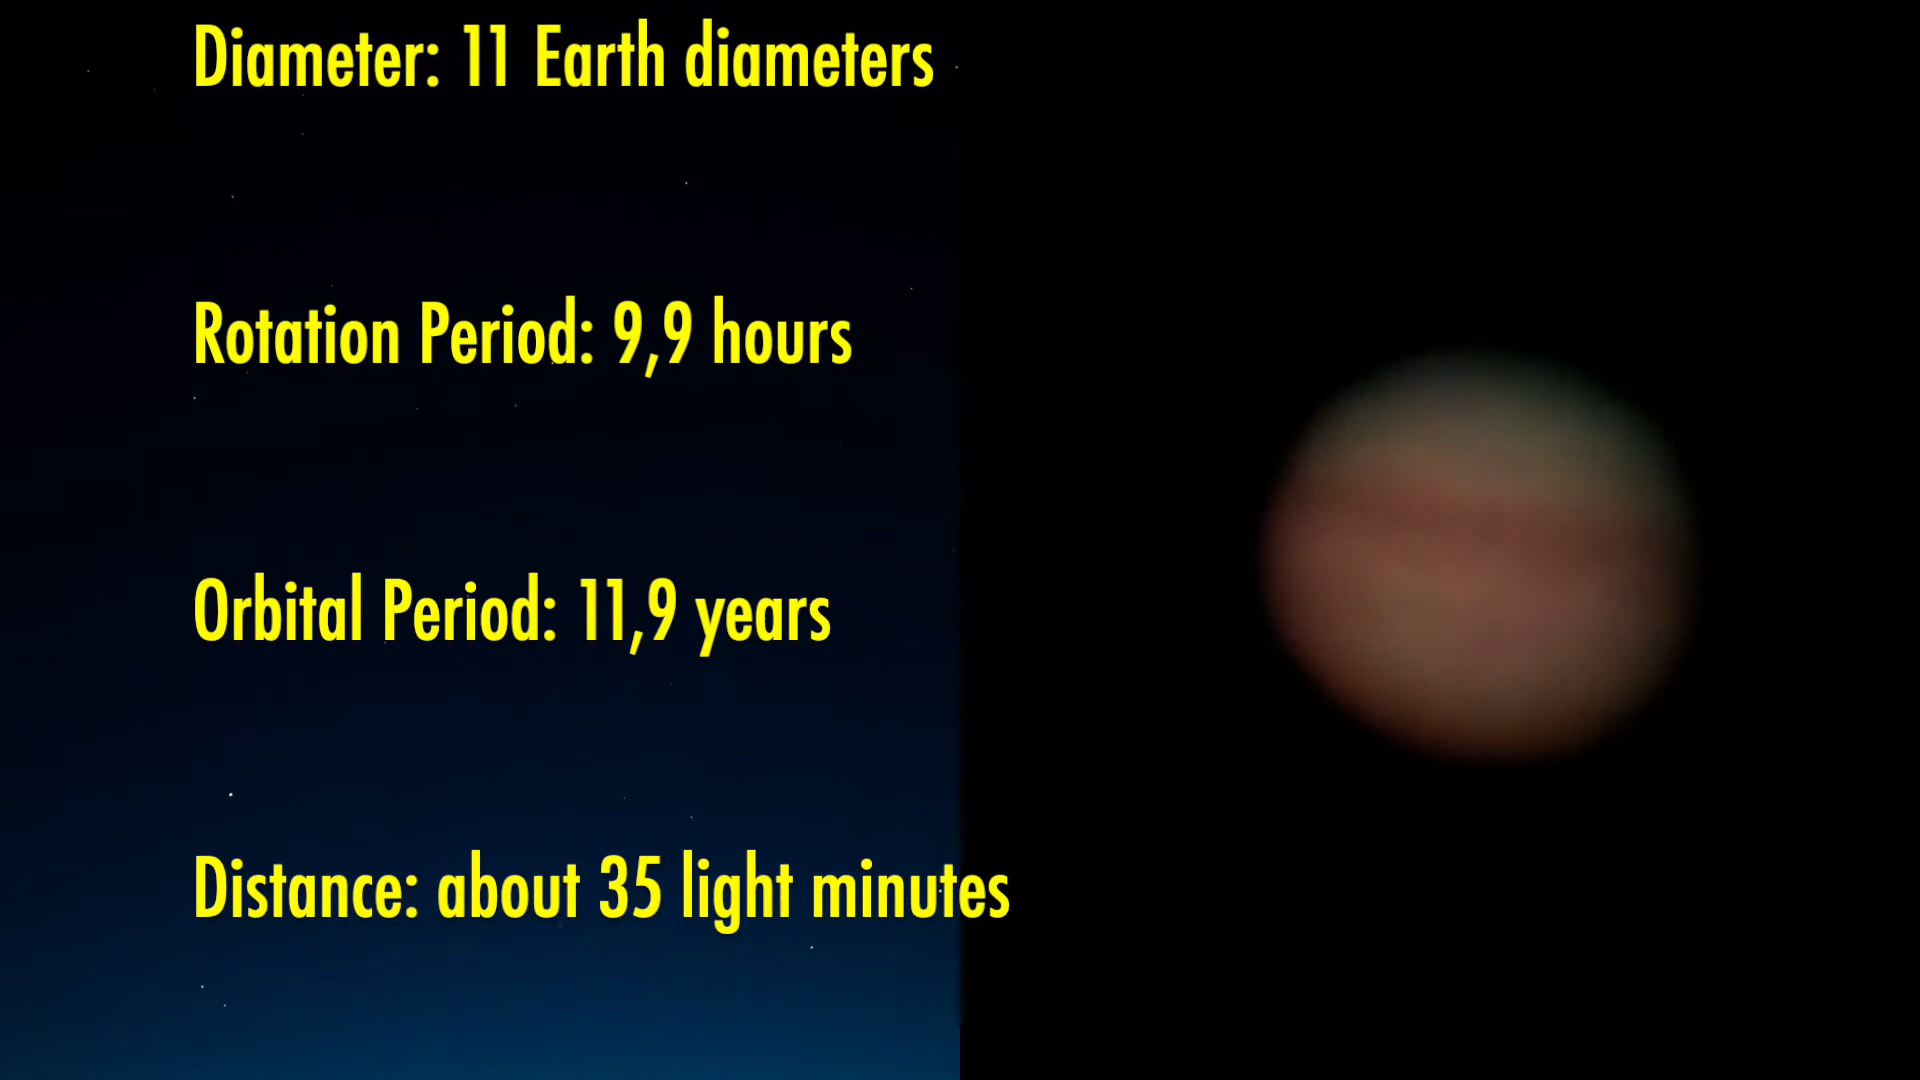 Diameter: 11 Earth diameters
Rotation Period: 9,9 hours
Orbital Period: 11,9 years
Distance: about 35 light minutes